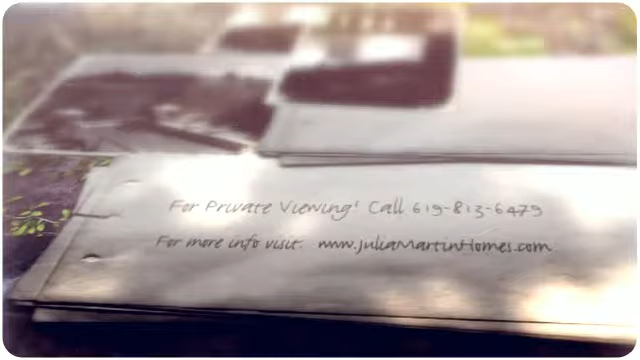 For Private Viewing! Call 619-813-6479
For more info visit: www.JuliaMartinHomes.com